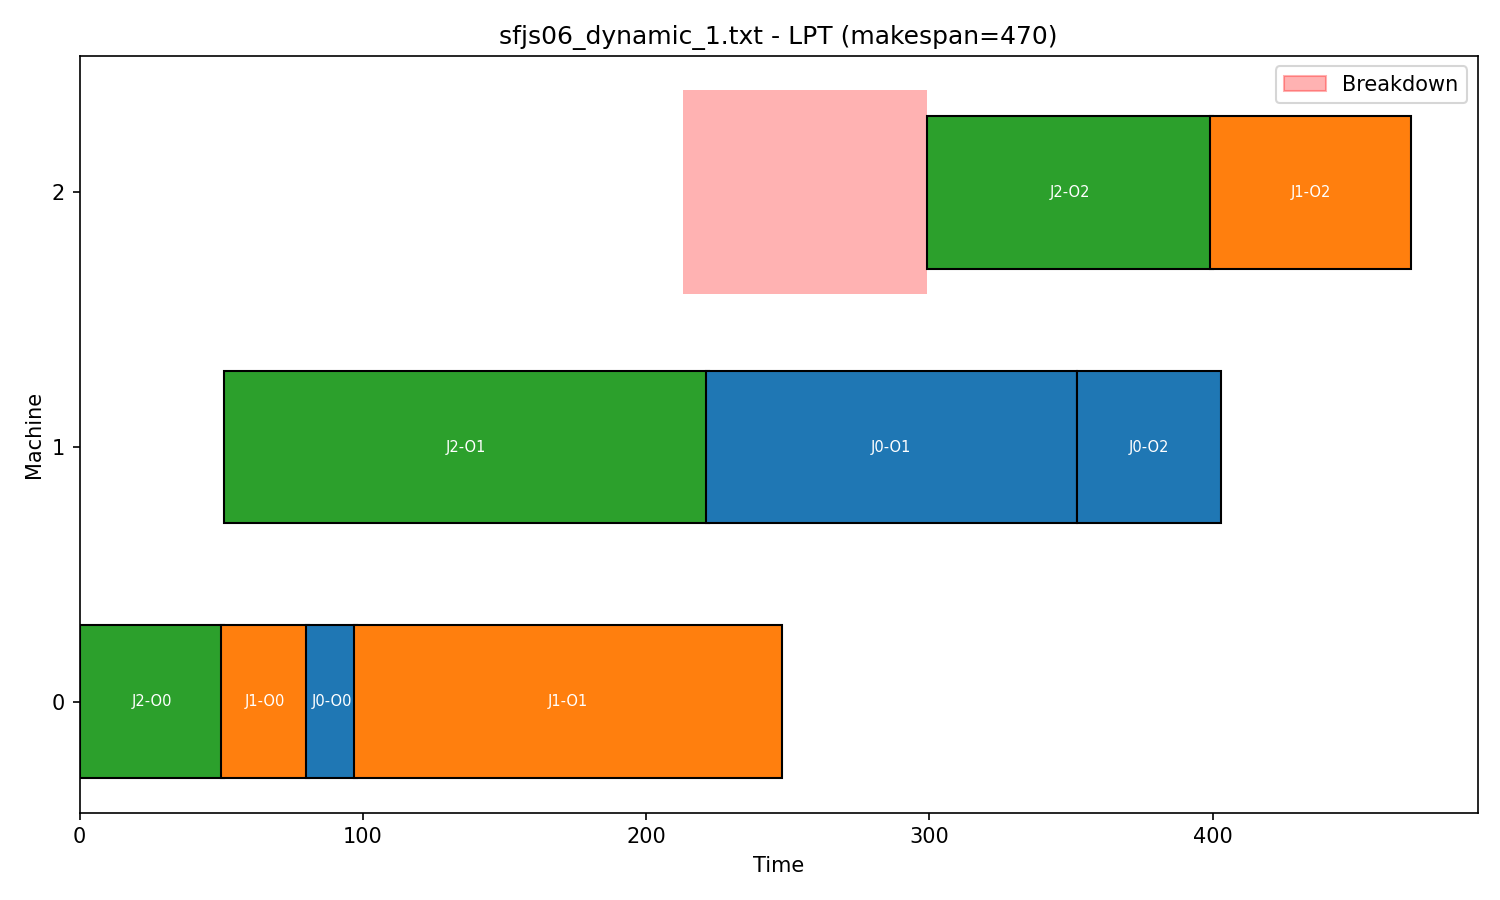 sfjs06_dynamic_1.txt - LPT (makespan=470)
Breakdown
2
J2-O2
J1-O2
Machine
1
J2-O1
J0-O1
J0-O2
0
J2-O0
J1-O0
J0-O0
J1-O1
0
100
200
300
400
Time